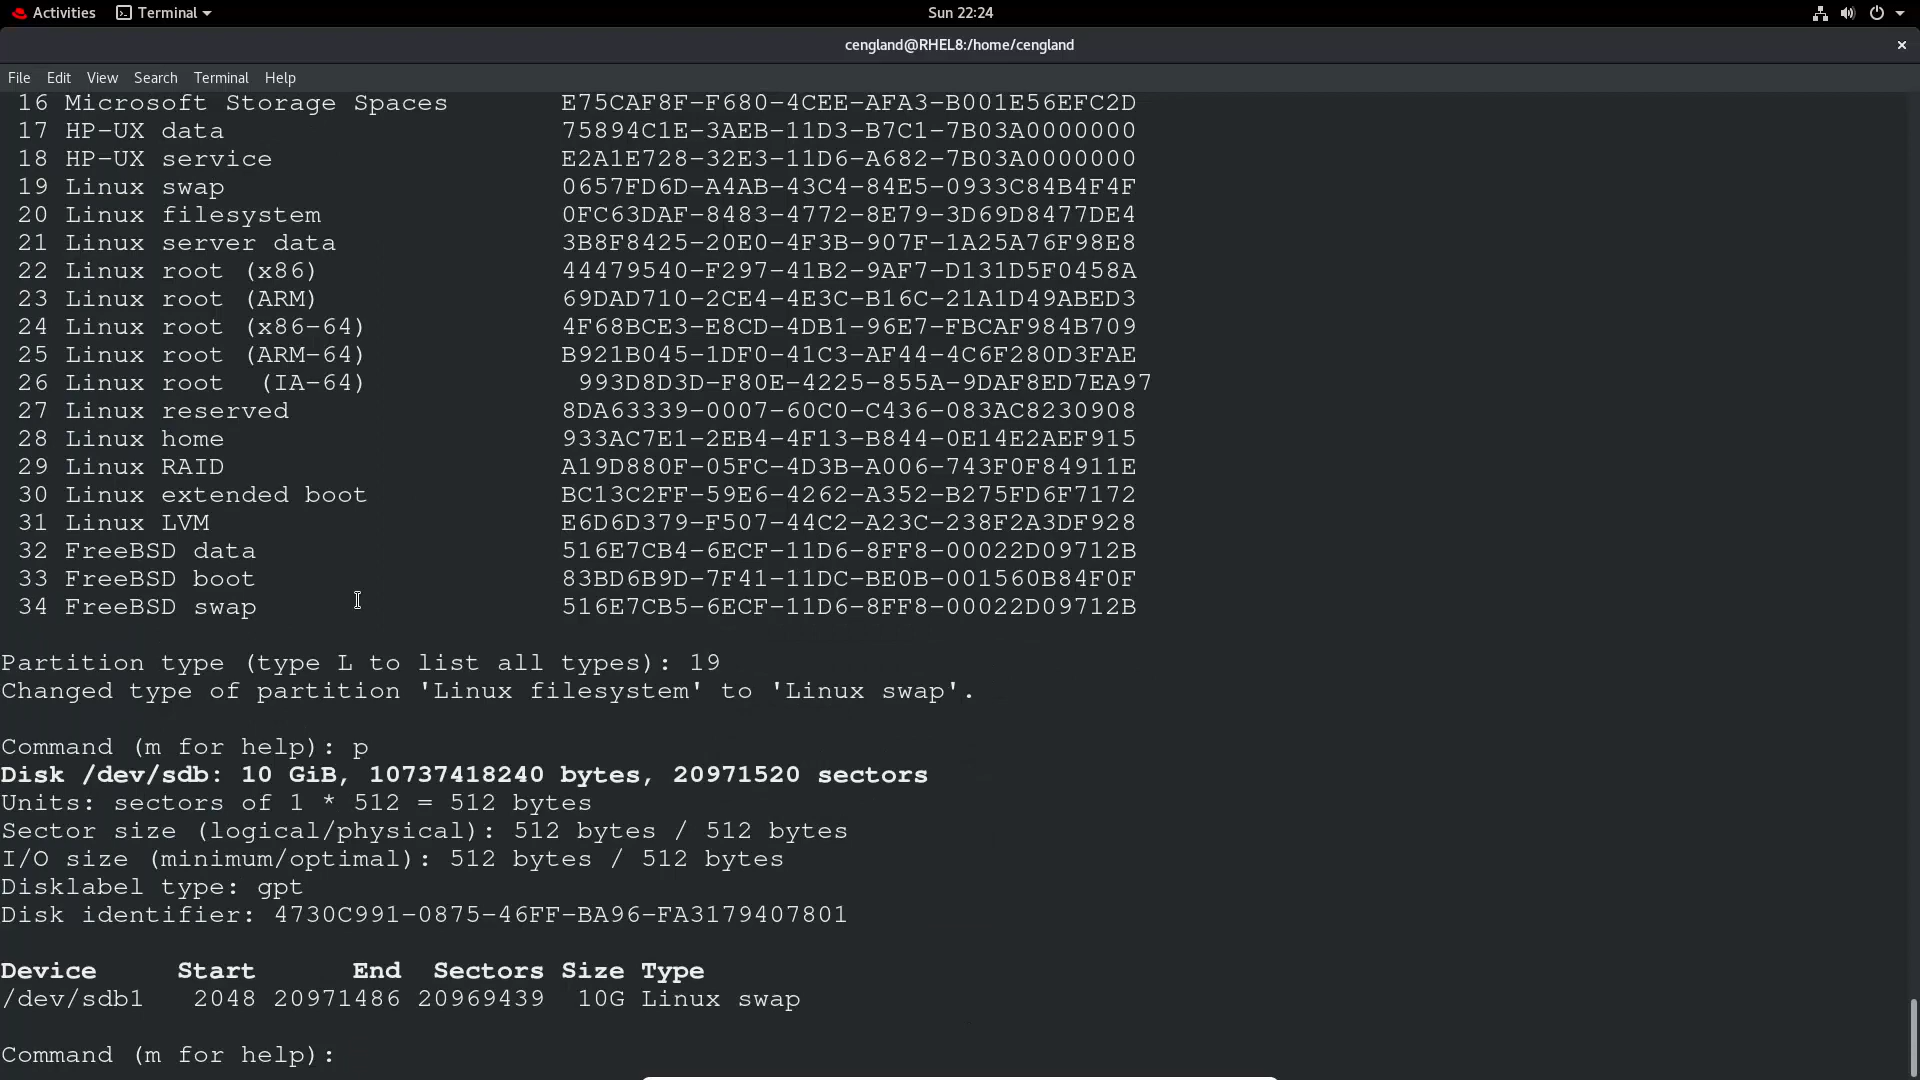 Activities Terminal Sun 22:24
cengland@RHEL8:/home/cengland
File Edit View Search Terminal Help
16 Microsoft Storage Spaces E75CAF8F-F680-4CEE-AFA3-B001E56EFC2D
17 HP-UX data 75894C1E-3AEB-11D3-B7C1-7B03A0000000
18 HP-UX service E2A1E728-32E3-11D6-A682-7B03A0000000
19 Linux swap 0657FD6D-A4AB-43C4-84E5-0933C84B4F4F
20 Linux filesystem 0FC63DAF-8483-4772-8E79-3D69D8477DE4
21 Linux server data 3B8F8425-20E0-4F3B-907F-1A25A76F98E8
22 Linux root (x86) 44479540-F297-41B2-9AF7-D131D5F0458A
23 Linux root (ARM) 69DAD710-2CE4-4E3C-B16C-21A1D49ABED3
24 Linux root (x86-64) 4F68BCE3-E8CD-4DB1-96E7-FBCAF984B709
25 Linux root (ARM-64) B921B045-1DF0-41C3-AF44-4C6F280D3FAE
26 Linux root (IA-64) 993D8D3D-F80E-4225-855A-9DAF8ED7EA97
27 Linux reserved 8DA63339-0007-60C0-C436-083AC8230908
28 Linux home 933AC7E1-2EB4-4F13-B844-0E14E2AEF915
29 Linux RAID A19D880F-05FC-4D3B-A006-743F0F84911E
30 Linux extended boot BC13C2FF-59E6-4262-A352-B275FD6F7172
31 Linux LVM E6D6D379-F507-44C2-A23C-238F2A3DF928
32 FreeBSD data 516E7CB4-6ECF-11D6-8FF8-00022D09712B
33 FreeBSD boot 83BD6B9D-7F41-11DC-BE0B-001560B84F0F
34 FreeBSD swap 516E7CB5-6ECF-11D6-8FF8-00022D09712B
Partition type (type L to list all types): 19
Changed type of partition 'Linux filesystem' to 'Linux swap'.
Command (m for help): p
Disk /dev/sdb: 10 GiB, 10737418240 bytes, 20971520 sectors
Units: sectors of 1 * 512 = 512 bytes
Sector size (logical/physical): 512 bytes / 512 bytes
I/O size (minimum/optimal): 512 bytes / 512 bytes
Disklabel type: gpt
Disk identifier: 4730C991-0875-46FF-BA96-FA3179407801
Device Start End Sectors Size Type
/dev/sdb1 2048 20971486 20969439 10G Linux swap
Command (m for help):